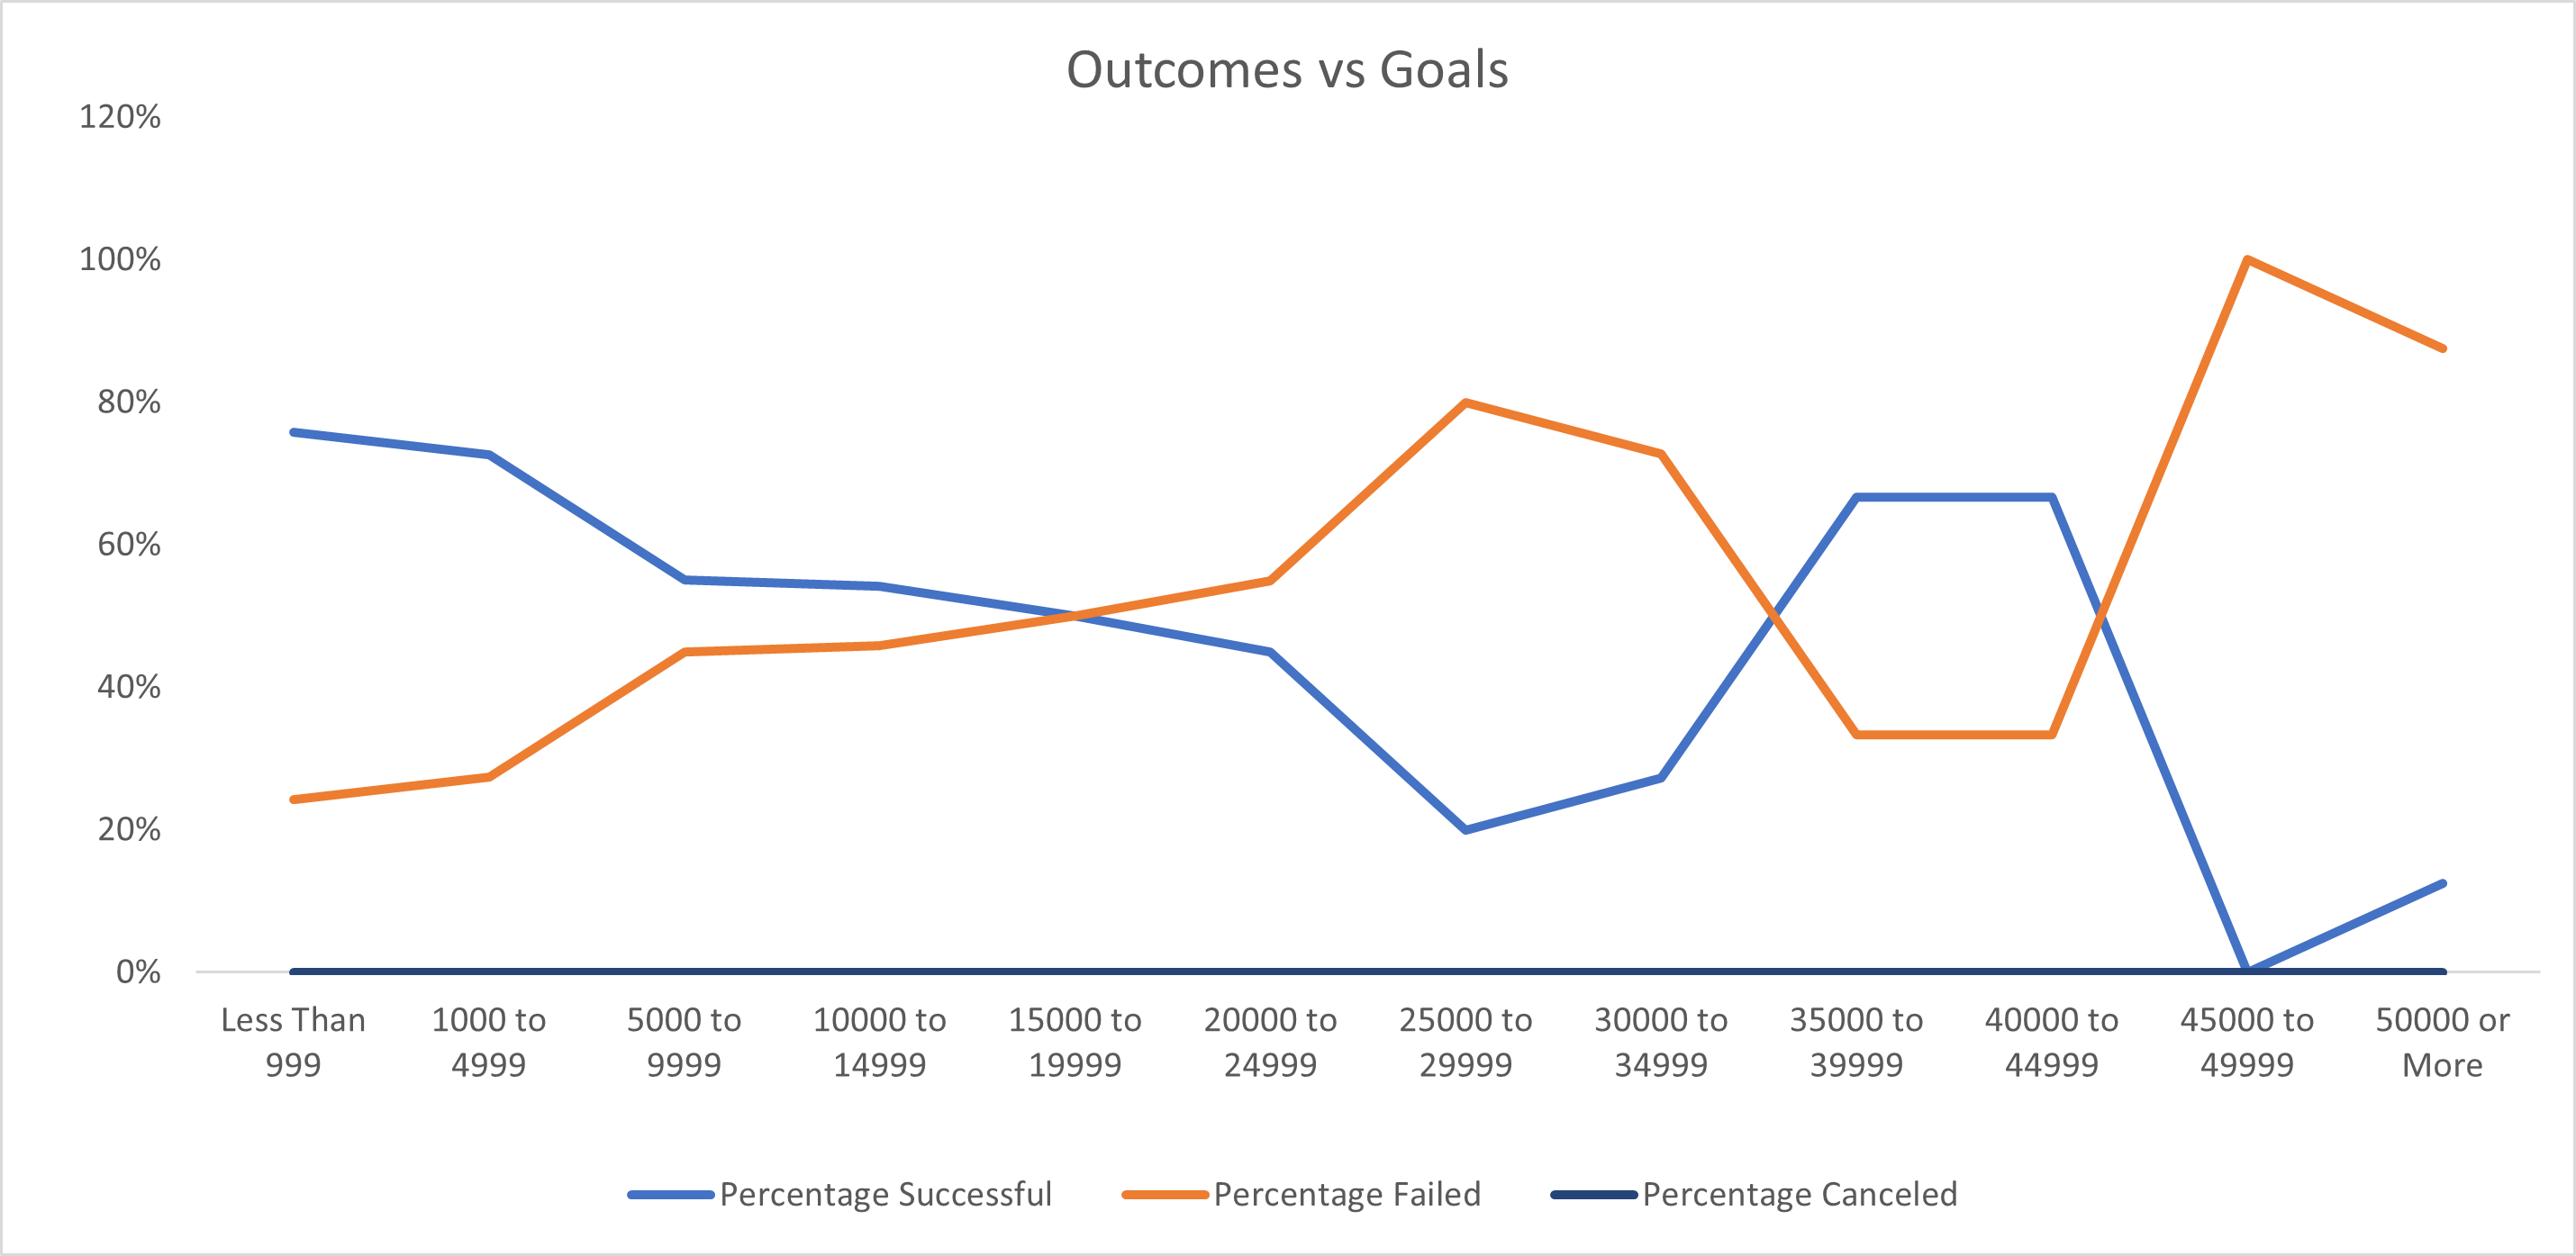 Outcomes vs Goals
120%
100%
80%
60%
40%
20%
0%
Less Than
999
1000 to
4999
5000 to
9999
10000 to
14999
15000 to
19999
20000 to
24999
25000 to
29999
30000 to
34999
35000 to
39999
40000 to
44999
45000 to
49999
50000 or
More
Percentage Successful
Percentage Failed
Percentage Canceled